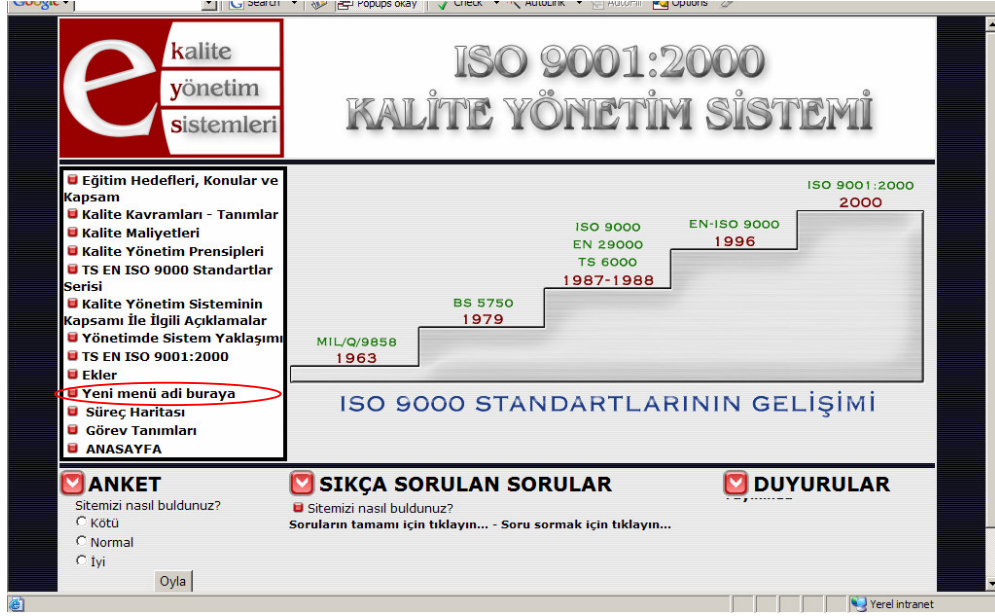 Search
Popups okay
Check
AutoLink
AutoFill
Options
e
kalite
yönetim
sistemleri
ISO 9001:2000
KALİTE YÖNETİM SİSTEMİ
Eğitim Hedefleri, Konular ve
Kapsam
Kalite Kavramları - Tanımlar
Kalite Maliyetleri
Kalite Yönetim Prensipleri
TS EN ISO 9000 Standartlar
Serisi
Kalite Yönetim Sisteminin
Kapsamı İle İlgili Açıklamalar
Yönetimde Sistem Yaklaşımı
TS EN ISO 9001:2000
Ekler
Yeni menü adi buraya
Süreç Haritası
Görev Tanımları
ANASAYFA
MIL/Q/9858
1963
BS 5750
1979
ISO 9000
EN 29000
TS 6000
1987-1988
EN-ISO 9000
1996
ISO 9001:2000
2000
ISO 9000 STANDARTLARININ GELİŞİMİ
ANKET
Sitemizi nasıl buldunuz?
Kötü
Normal
İyi
Oyla
SIKÇA SORULAN SORULAR
Sitemizi nasıl buldunuz?
Soruların tamamı için tıklayın... - Soru sormak için tıklayın...
DUYURULAR
Yerel intranet